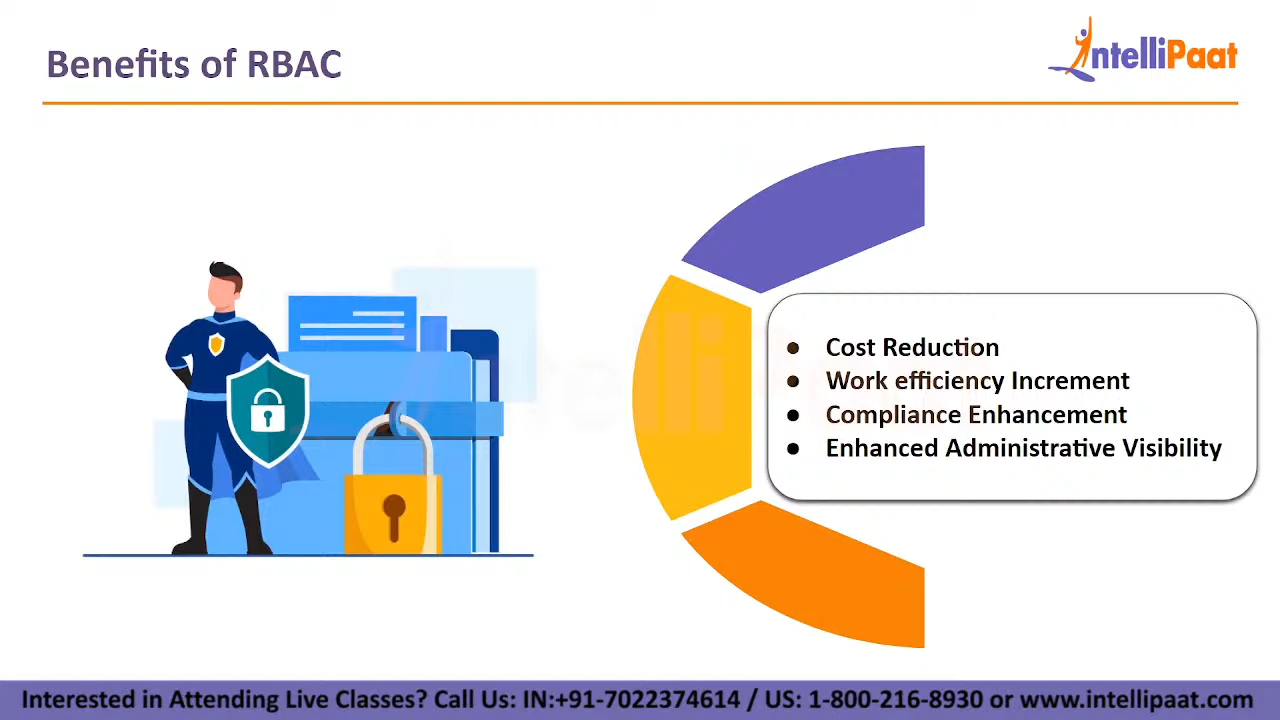 Benefits of RBAC
IntelliPaat
● Cost Reduction
● Work efficiency Increment
● Compliance Enhancement
● Enhanced Administrative Visibility
Interested in Attending Live Classes? Call Us: IN:+91-7022374614 / US: 1-800-216-8930 or www.intellipaat.com